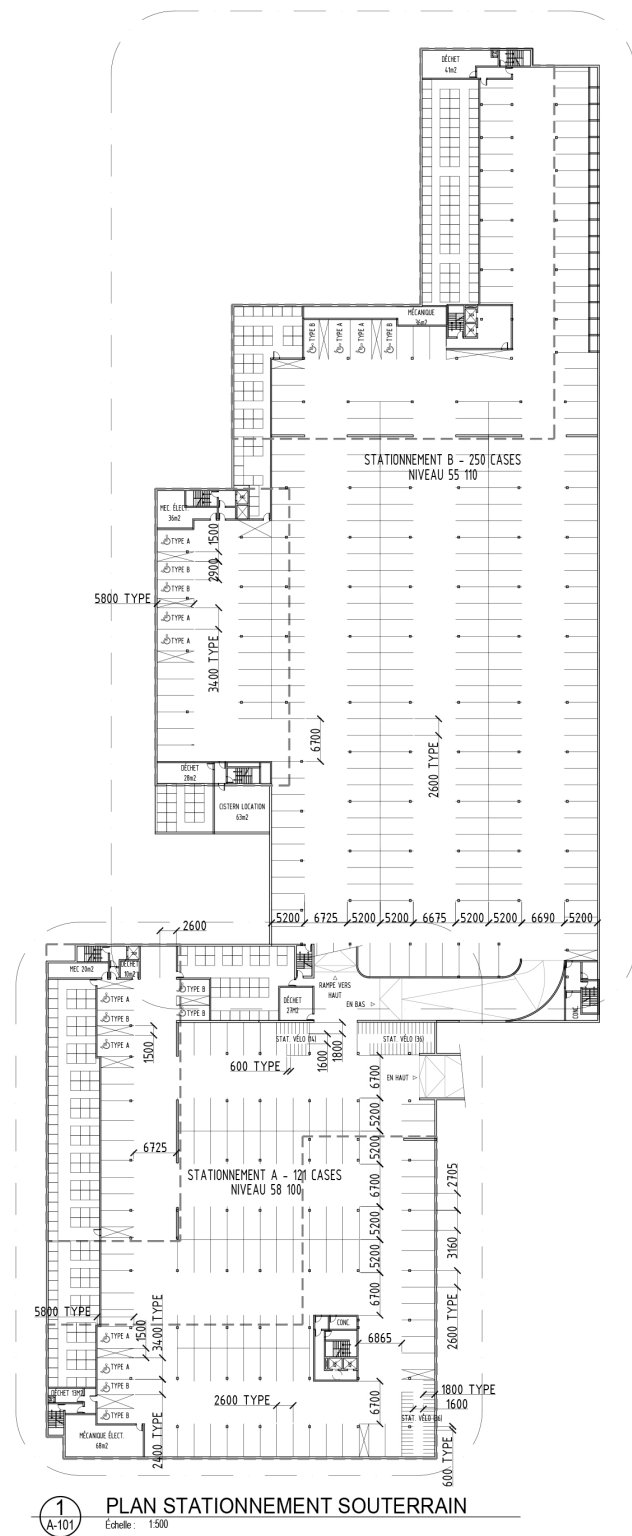 DÉCHET
41m2
MÉCANIQUE
36m2
TYPE B
TYPE A
TYPE A
TYPE B
STATIONNEMENT B - 250 CASES
NIVEAU 55 110
MEC ÉLECT.
36m2
1500
TYPE A
2900
TYPE B
TYPE B
5800 TYPE
TYPE A
TYPE A
3400 TYPE
6700
2600 TYPE
DÉCHET
28m2
CISTERN LOCATION
63m2
5200
6725
5200
5200
6675
5200
5200
6690
5200
2600
MEC 20m2
DÉCHET
10m2
RAMPE VERS
HAUT
TYPE A
TYPE B
DÉCHET
27M2
EN BAS
CONC.
TYPE B
TYPE B
TYPE A
TYPE A
1500
STAT. VÉLO (14)
STAT. VÉLO (36)
1600
1800
600 TYPE
6700
EN HAUT
5200
6725
5200
STATIONNEMENT A - 121 CASES
NIVEAU 58 100
6700
2705
5200
3160
5200
6700
2600 TYPE
5800 TYPE
1500
3400 TYPE
CONC
TYPE A
6865
TYPE A
TYPE B
DÉCHET 13M2
TYPE B
2600 TYPE
6700
1800 TYPE
1600
MÉCANIQUE ÉLECT.
68m2
2400 TYPE
600 TYPE
1
A-101
PLAN STATIONNEMENT SOUTERRAIN
Échelle : 1:500